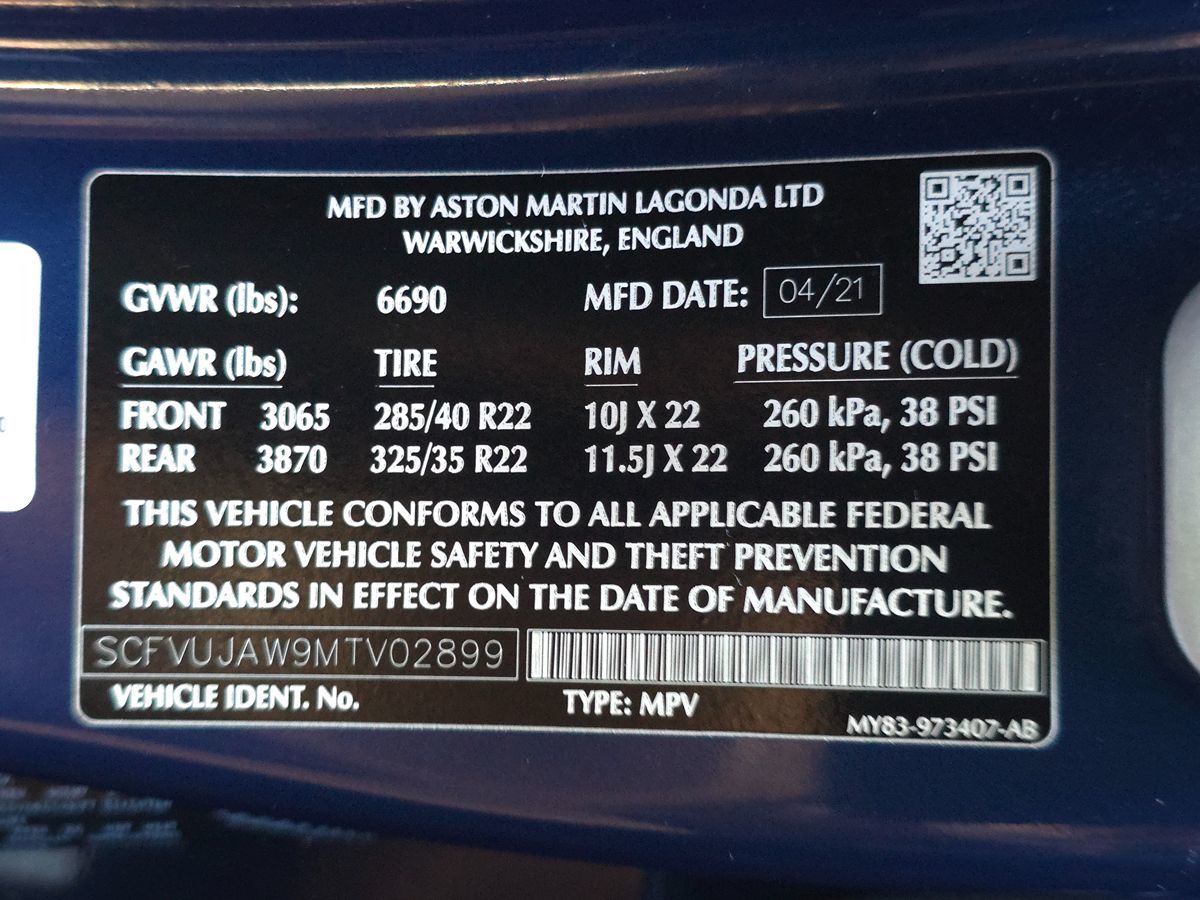 MFD BY ASTON MARTIN LAGONDA LTD
WARWICKSHIRE, ENGLAND
GVWR (lbs): 6690 MFD DATE: 04/21
GAWR (lbs) TIRE RIM PRESSURE (COLD)
FRONT 3065 285/40 R22 10J X 22 260 kPa, 38 PSI
REAR 3870 325/35 R22 11.5J X 22 260 kPa, 38 PSI
THIS VEHICLE CONFORMS TO ALL APPLICABLE FEDERAL
MOTOR VEHICLE SAFETY AND THEFT PREVENTION
STANDARDS IN EFFECT ON THE DATE OF MANUFACTURE.
SCFVUJAW9MTV02899
VEHICLE IDENT. No. TYPE: MPV
MY83-973407-AB